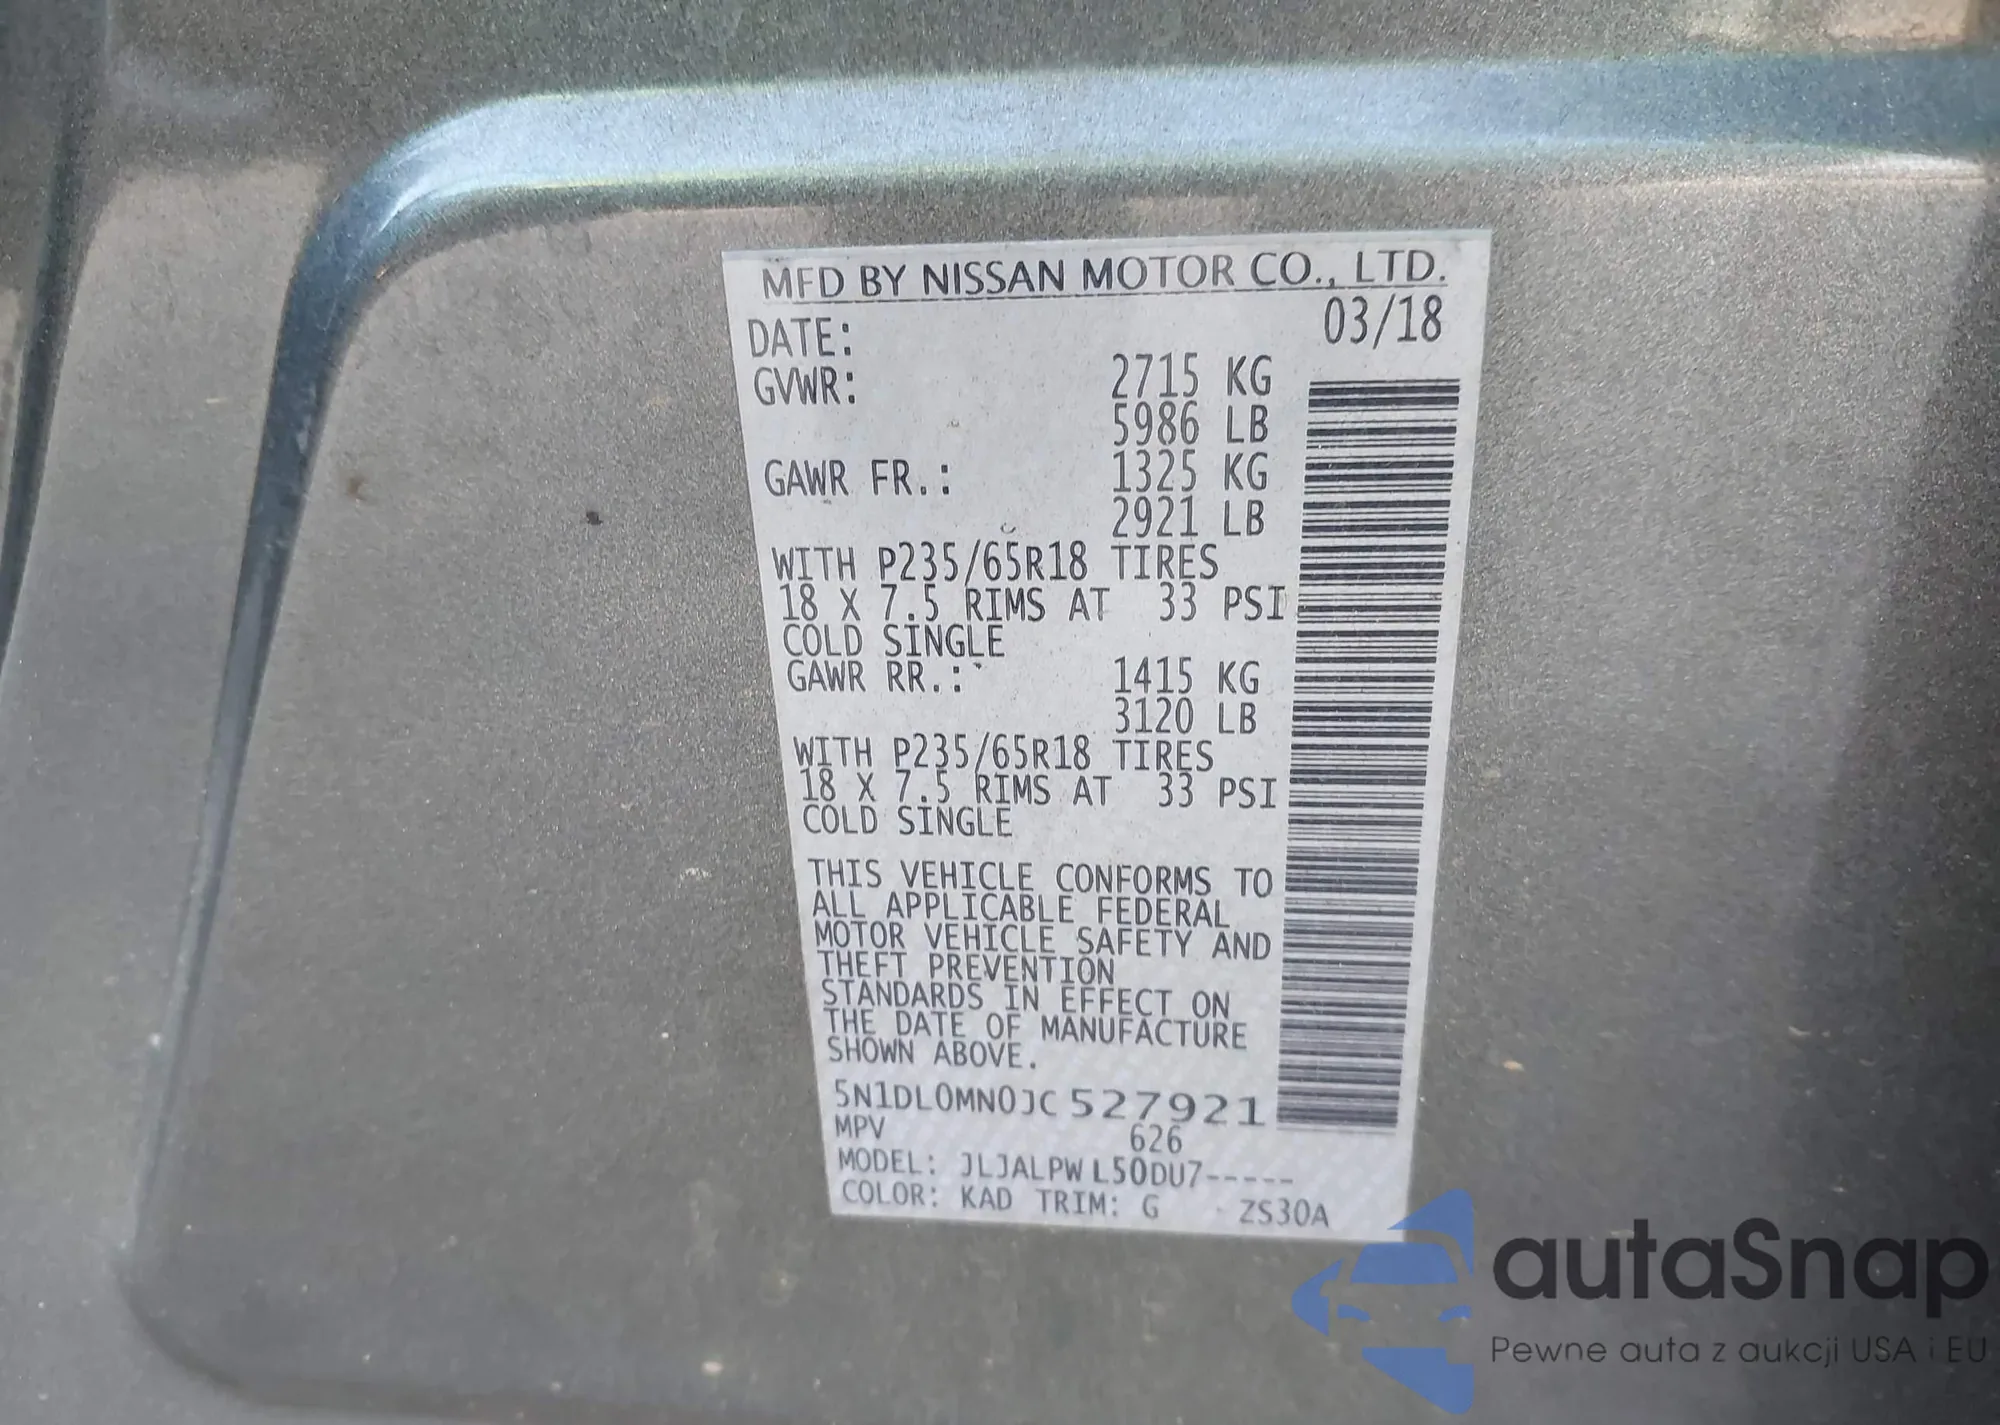 MFD BY NISSAN MOTOR CO., LTD.
DATE: 03/18
GVWR: 2715 KG
5986 LB
GAWR FR.: 1325 KG
2921 LB
WITH P235/65R18 TIRES
18 X 7.5 RIMS AT 33 PSI
COLD SINGLE
GAWR RR.: 1415 KG
3120 LB
WITH P235/65R18 TIRES
18 X 7.5 RIMS AT 33 PSI
COLD SINGLE
THIS VEHICLE CONFORMS TO
ALL APPLICABLE FEDERAL
MOTOR VEHICLE SAFETY AND
THEFT PREVENTION
STANDARDS IN EFFECT ON
THE DATE OF MANUFACTURE
SHOWN ABOVE.
5N1DL0MN0JC527921
MPV 626
MODEL: JLJALPW L50DU7-----
COLOR: KAD TRIM: G ZS30A
autaSnap
Pewne auta z aukcji USA i EU